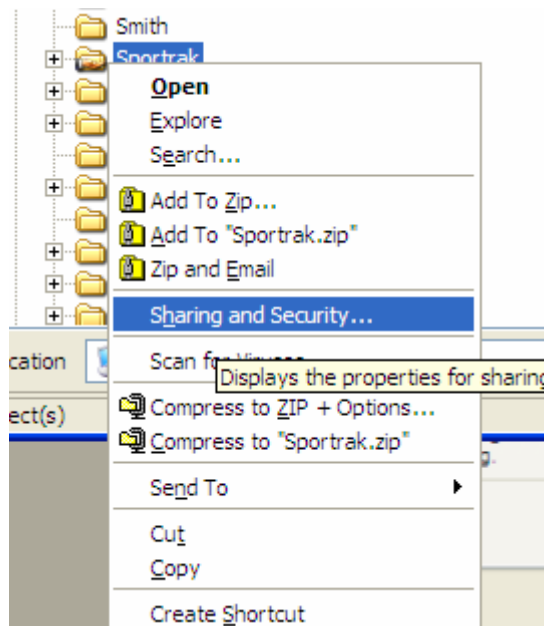 Smith
Sportrak
Open
Explore
Search...
Add To Zip...
Add To "Sportrak.zip"
Zip and Email
Sharing and Security...
cation
Scan for Viruses
Displays the properties for sharing
ect(s)
Compress to ZIP + Options...
Compress to "Sportrak.zip"
Send To
Cut
Copy
Create Shortcut